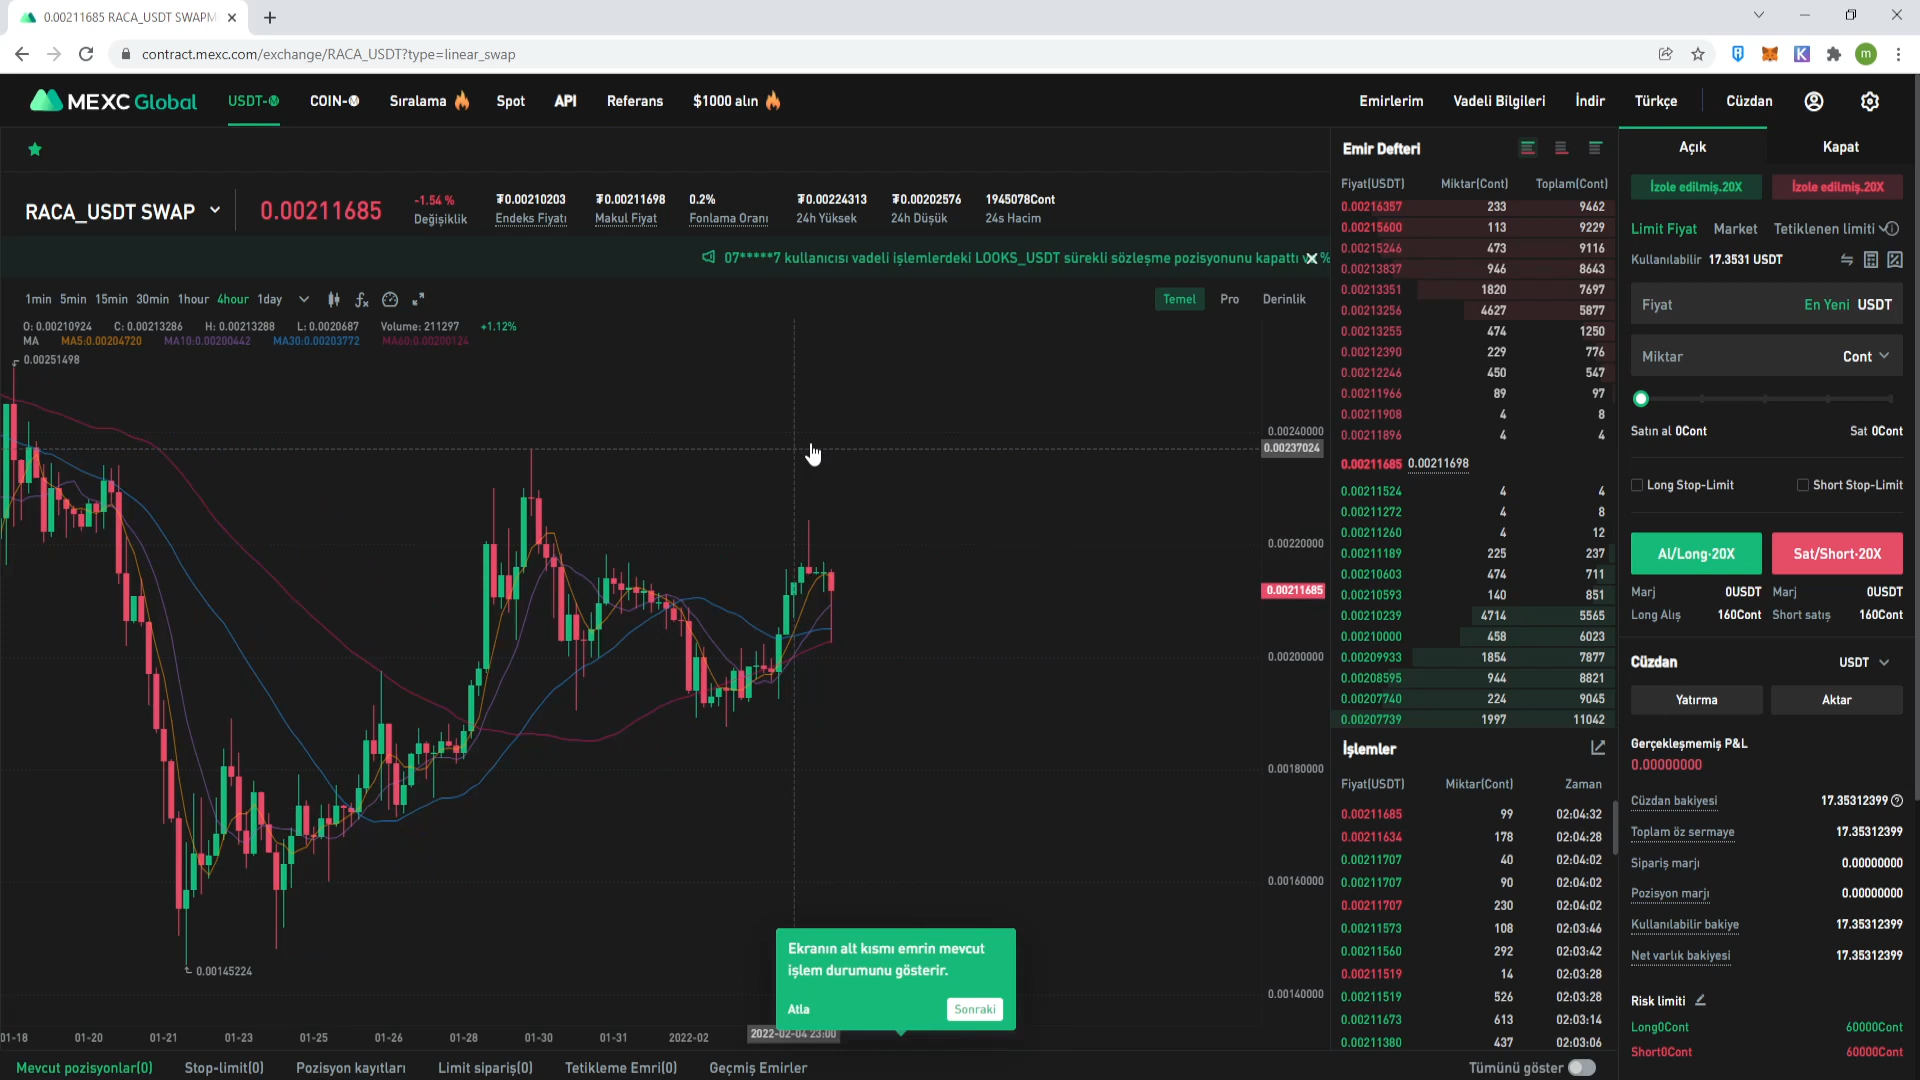 0.00211685 RACA_USDT SWAPM
contract.mexc.com/exchange/RACA_USDT?type=linear_swap
m
MEXC Global
USDT-Ⓜ
COIN-Ⓜ
Sıralama
Spot
API
Referans
$1000 alın
Emirlerim
Vadeli Bilgileri
İndir
Türkçe
Cüzdan
RACA_USDT SWAP
0.00211685
-1.54 %
Değişiklik
₮0.00210203
Endeks Fiyatı
₮0.00211698
Makul Fiyat
0.2%
Fonlama Oranı
₮0.00224313
24h Yüksek
₮0.00202576
24h Düşük
1945078Cont
24s Hacim
07*****7 kullanıcısı vadeli işlemlerdeki LOOKS_USDT sürekli sözleşme pozisyonunu kapattı
1min 5min 15min 30min 1hour 4hour 1day
Temel
Pro
Derinlik
O: 0.00210924 C: 0.00213286 H: 0.00213288 L: 0.0020687 Volume: 211297 +1.12%
MA MA5:0.00204720 MA10:0.00200442 MA30:0.00203772 MA60:0.00200124
0.00251498
0.00145224
0.00240000
0.00237024
0.00220000
0.00211685
0.00200000
0.00180000
0.00160000
0.00140000
Ekranın alt kısmı emrin mevcut
işlem durumunu gösterir.
Atla
Sonraki
01-18 01-20 01-21 01-23 01-25 01-26 01-28 01-30 01-31 2022-02 2022-02-04 23:00
Mevcut pozisyonlar(0)
Stop-limit(0)
Pozisyon kayıtları
Limit sipariş(0)
Tetikleme Emri(0)
Geçmiş Emirler
Tümünü göster
Emir Defteri
Fiyat(USDT) Miktar(Cont) Toplam(Cont)
0.00216357 233 9462
0.00215600 113 9229
0.00215246 473 9116
0.00213837 946 8643
0.00213351 1820 7697
0.00213256 4627 5877
0.00213255 474 1250
0.00212390 229 776
0.00212246 450 547
0.00211966 89 97
0.00211908 4 8
0.00211896 4 4
0.00211685 0.00211698
0.00211524 4 4
0.00211272 4 8
0.00211260 4 12
0.00211189 225 237
0.00210603 474 711
0.00210593 140 851
0.00210239 4714 5565
0.00210000 458 6023
0.00209933 1854 7877
0.00208595 944 8821
0.00207740 224 9045
0.00207739 1997 11042
İşlemler
Fiyat(USDT) Miktar(Cont) Zaman
0.00211685 99 02:04:32
0.00211634 178 02:04:28
0.00211707 40 02:04:02
0.00211707 90 02:04:02
0.00211707 230 02:04:02
0.00211573 108 02:03:46
0.00211560 292 02:03:42
0.00211519 14 02:03:28
0.00211519 526 02:03:28
0.00211673 613 02:03:14
0.00211380 437 02:03:06
Açık
Kapat
İzole edilmiş.20X
İzole edilmiş.20X
Limit Fiyat
Market
Tetiklenen limiti
Kullanılabilir 17.3531 USDT
Fiyat En Yeni USDT
Miktar Cont
Satın al 0Cont
Sat 0Cont
Long Stop-Limit
Short Stop-Limit
Al/Long·20X
Sat/Short·20X
Marj 0USDT Marj 0USDT
Long Alış 160Cont Short satış 160Cont
Cüzdan
USDT
Yatırma
Aktar
Gerçekleşmemiş P&L
0.00000000
Cüzdan bakiyesi 17.35312399
Toplam öz sermaye 17.35312399
Sipariş marjı 0.00000000
Pozisyon marjı 0.00000000
Kullanılabilir bakiye 17.35312399
Net varlık bakiyesi 17.35312399
Risk limiti
Long0Cont 60000Cont
Short0Cont 60000Cont